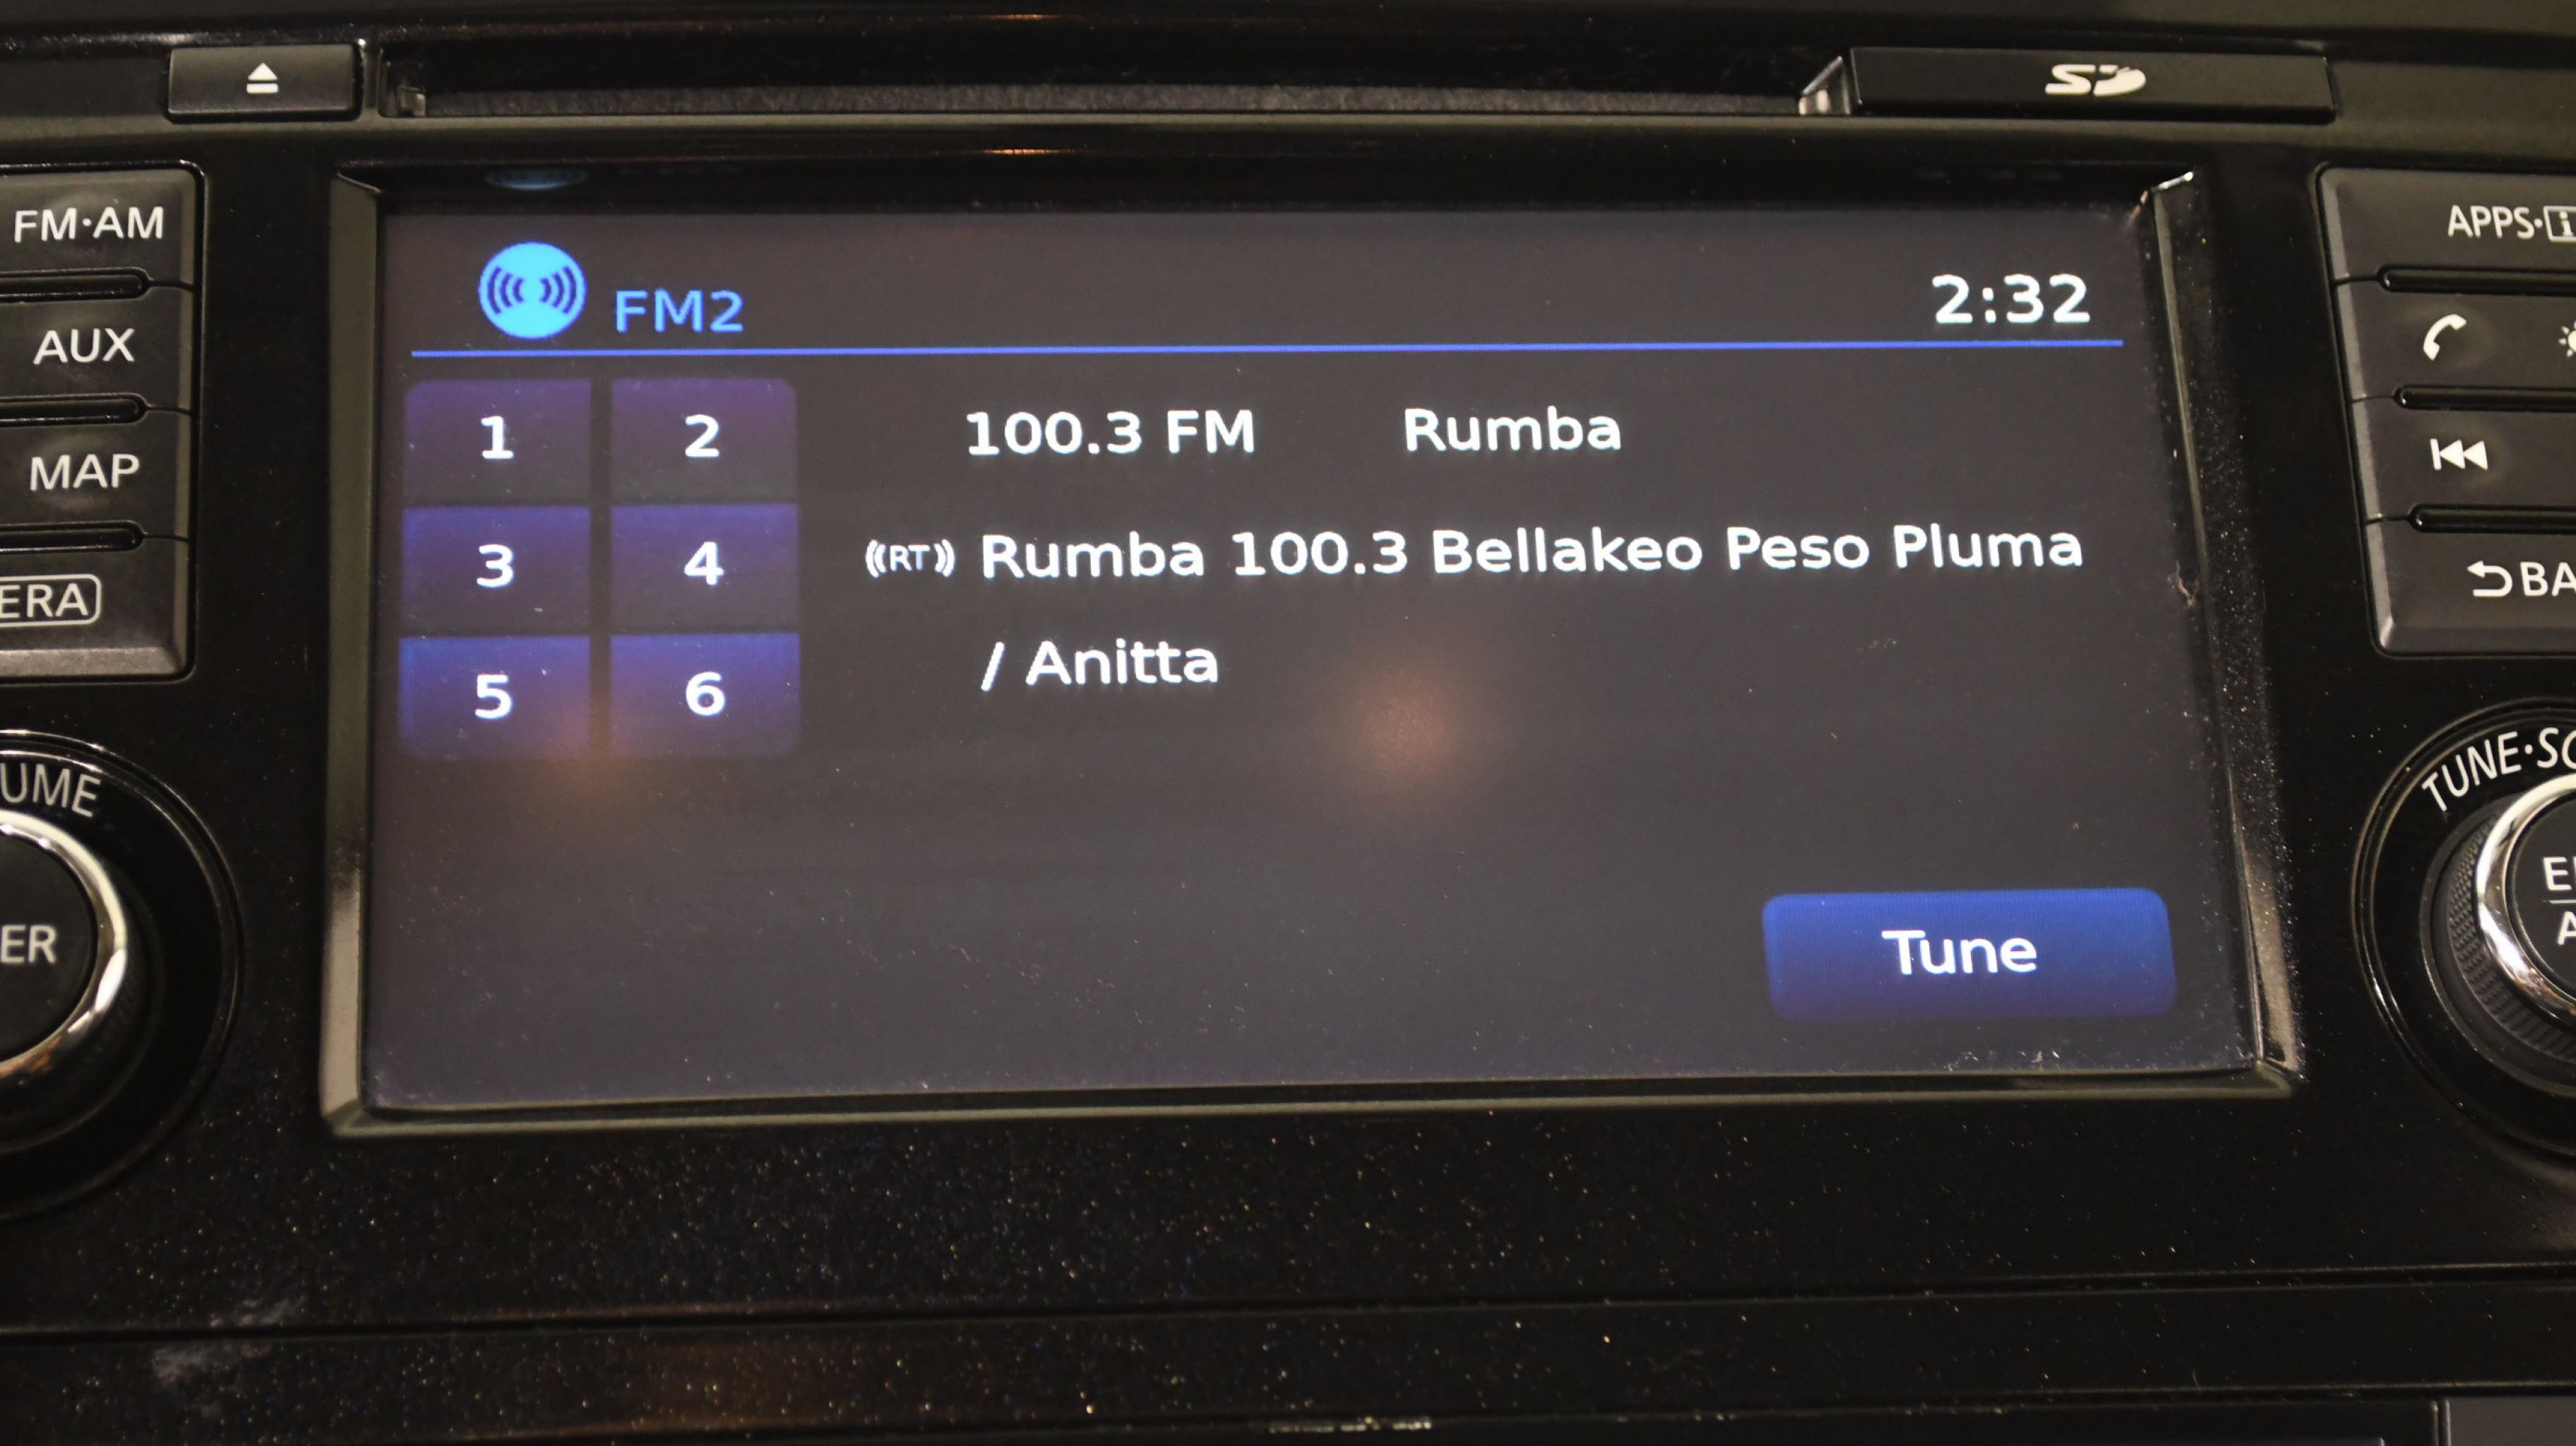 SD
FM·AM
AUX
MAP
FM2
2:32
1
2
3
4
5
6
100.3 FM
Rumba
((RT)) Rumba 100.3 Bellakeo Peso Pluma
/ Anitta
Tune
APPS·i